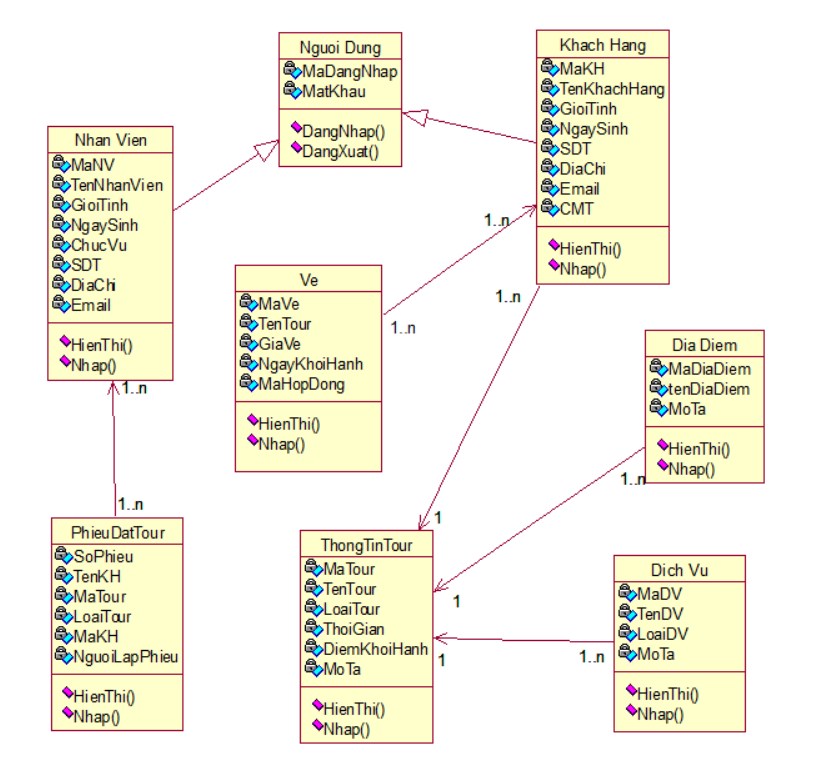 Nguoi Dung
MaDangNhap
MatKhau
DangNhap()
DangXuat()
Khach Hang
MaKH
TenKhachHang
GioiTinh
NgaySinh
SDT
DiaChi
Email
CMT
HienThi()
Nhap()
Nhan Vien
MaNV
TenNhanVien
GioiTinh
NgaySinh
ChucVu
SDT
DiaChi
Email
HienThi()
Nhap()
1..n
1..n
Ve
MaVe
TenTour
GiaVe
NgayKhoiHanh
MaHopDong
HienThi()
Nhap()
1..n
1..n
1..n
1
Dia Diem
MaDiaDiem
tenDiaDiem
MoTa
HienThi()
Nhap()
1..n
1
PhieuDatTour
SoPhieu
TenKH
MaTour
LoaiTour
MaKH
NguoiLapPhieu
HienThi()
Nhap()
ThongTinTour
MaTour
TenTour
LoaiTour
ThoiGian
DiemKhoiHanh
MoTa
HienThi()
Nhap()
1
1..n
Dich Vu
MaDV
TenDV
LoaiDV
MoTa
HienThi()
Nhap()